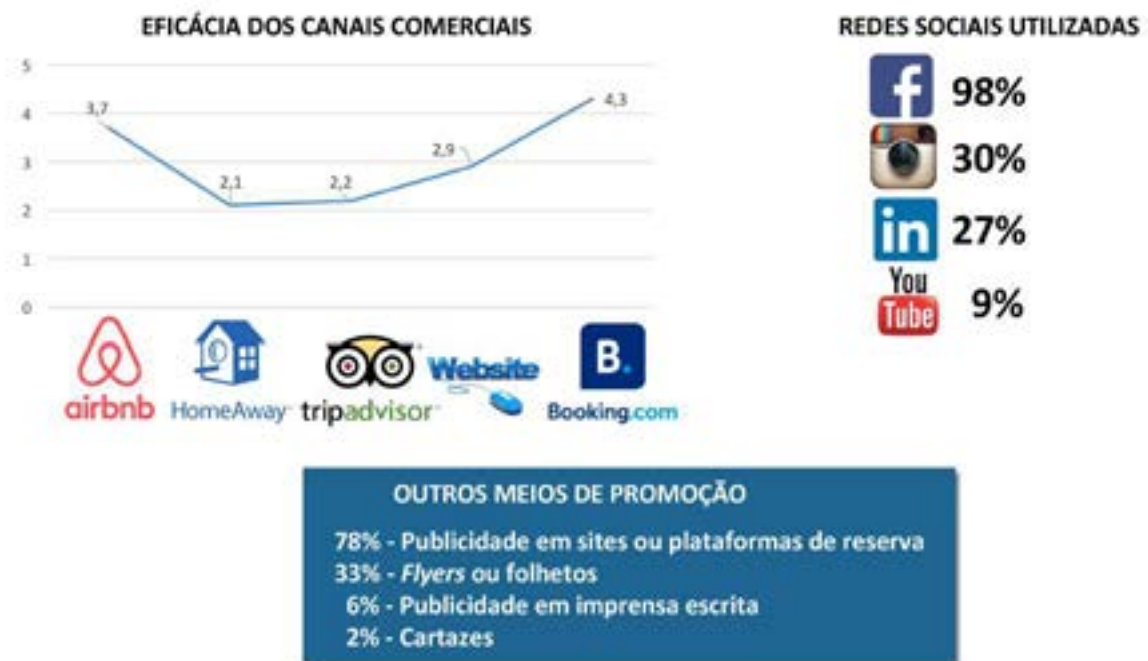 EFICÁCIA DOS CANAIS COMERCIAIS
5
4
3
2
1
0
3,7
2,1
2,2
2,9
4,3
airbnb
HomeAway
tripadvisor
Website
B.
Booking.com
REDES SOCIAIS UTILIZADAS
f 98%
30%
in 27%
You
Tube 9%
OUTROS MEIOS DE PROMOÇÃO
78% - Publicidade em sites ou plataformas de reserva
33% - Flyers ou folhetos
6% - Publicidade em imprensa escrita
2% - Cartazes